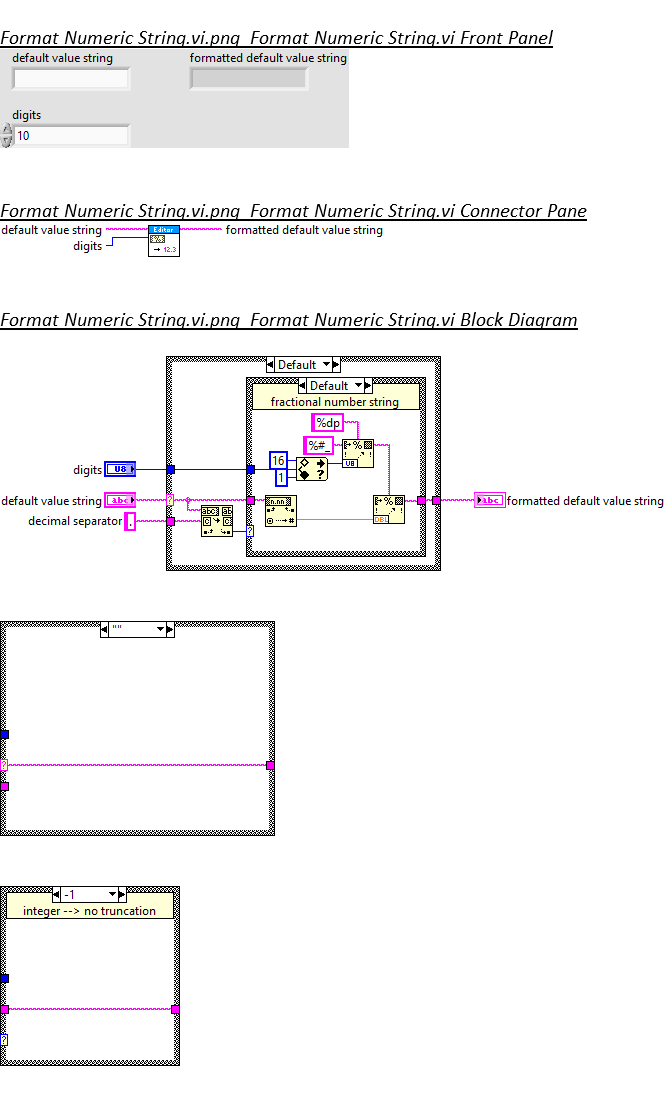 Format Numeric String.vi.png Format Numeric String.vi Front Panel
default value string formatted default value string
digits
10
Format Numeric String.vi.png Format Numeric String.vi Connector Pane
default value string Editor formatted default value string
digits → 12.3
Format Numeric String.vi.png Format Numeric String.vi Block Diagram
Default
Default
fractional number string
%dp
%#_
16
digits U8 U8
1
default value string abc n.nn abc formatted default value string
decimal separator . DBL
""
-1
integer --> no truncation